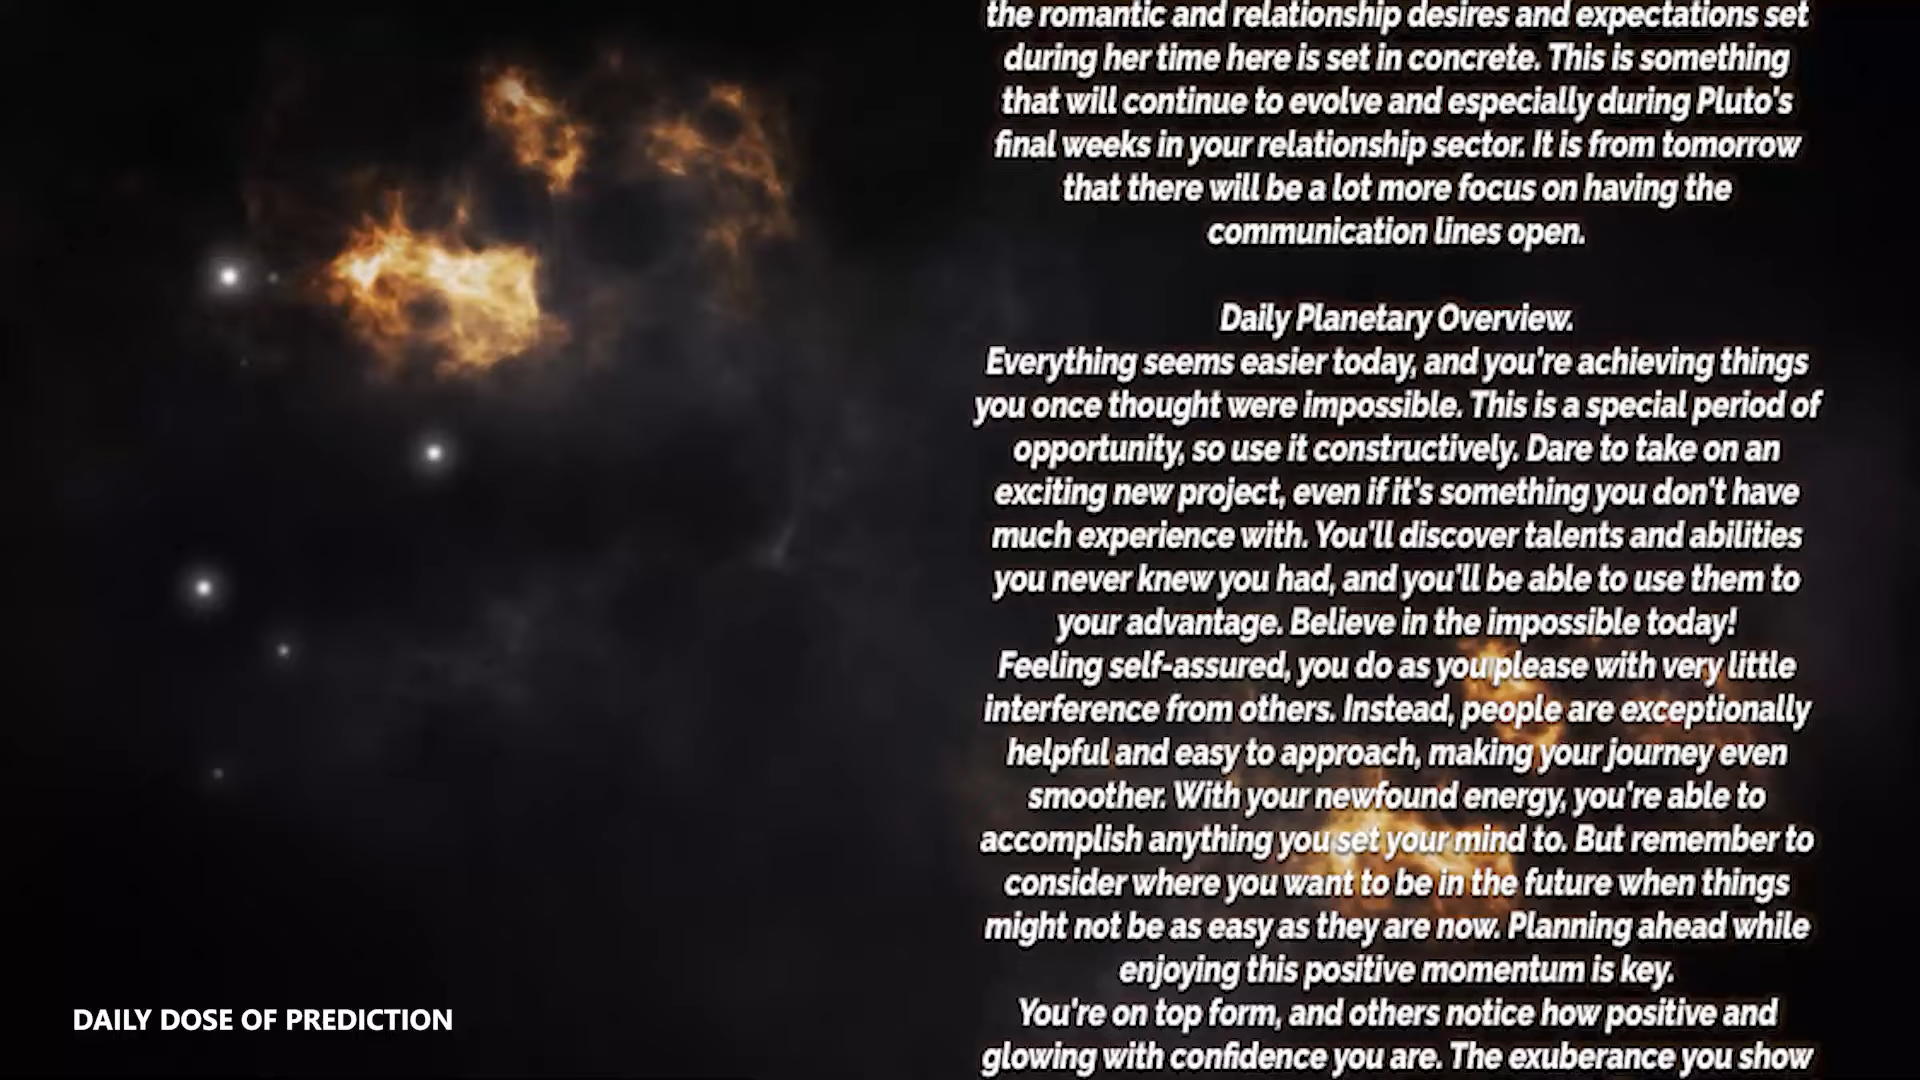 the romantic and relationship desires and expectations set
during her time here is set in concrete. This is something
that will continue to evolve and especially during Pluto's
final weeks in your relationship sector. It is from tomorrow
that there will be a lot more focus on having the
communication lines open.
Daily Planetary Overview.
Everything seems easier today, and you're achieving things
you once thought were impossible. This is a special period of
opportunity, so use it constructively. Dare to take on an
exciting new project, even if it's something you don't have
much experience with. You'll discover talents and abilities
you never knew you had, and you'll be able to use them to
your advantage. Believe in the impossible today!
Feeling self-assured, you do as you please with very little
interference from others. Instead, people are exceptionally
helpful and easy to approach, making your journey even
smoother. With your newfound energy, you're able to
accomplish anything you set your mind to. But remember to
consider where you want to be in the future when things
might not be as easy as they are now. Planning ahead while
enjoying this positive momentum is key.
You're on top form, and others notice how positive and
glowing with confidence you are. The exuberance you show
DAILY DOSE OF PREDICTION